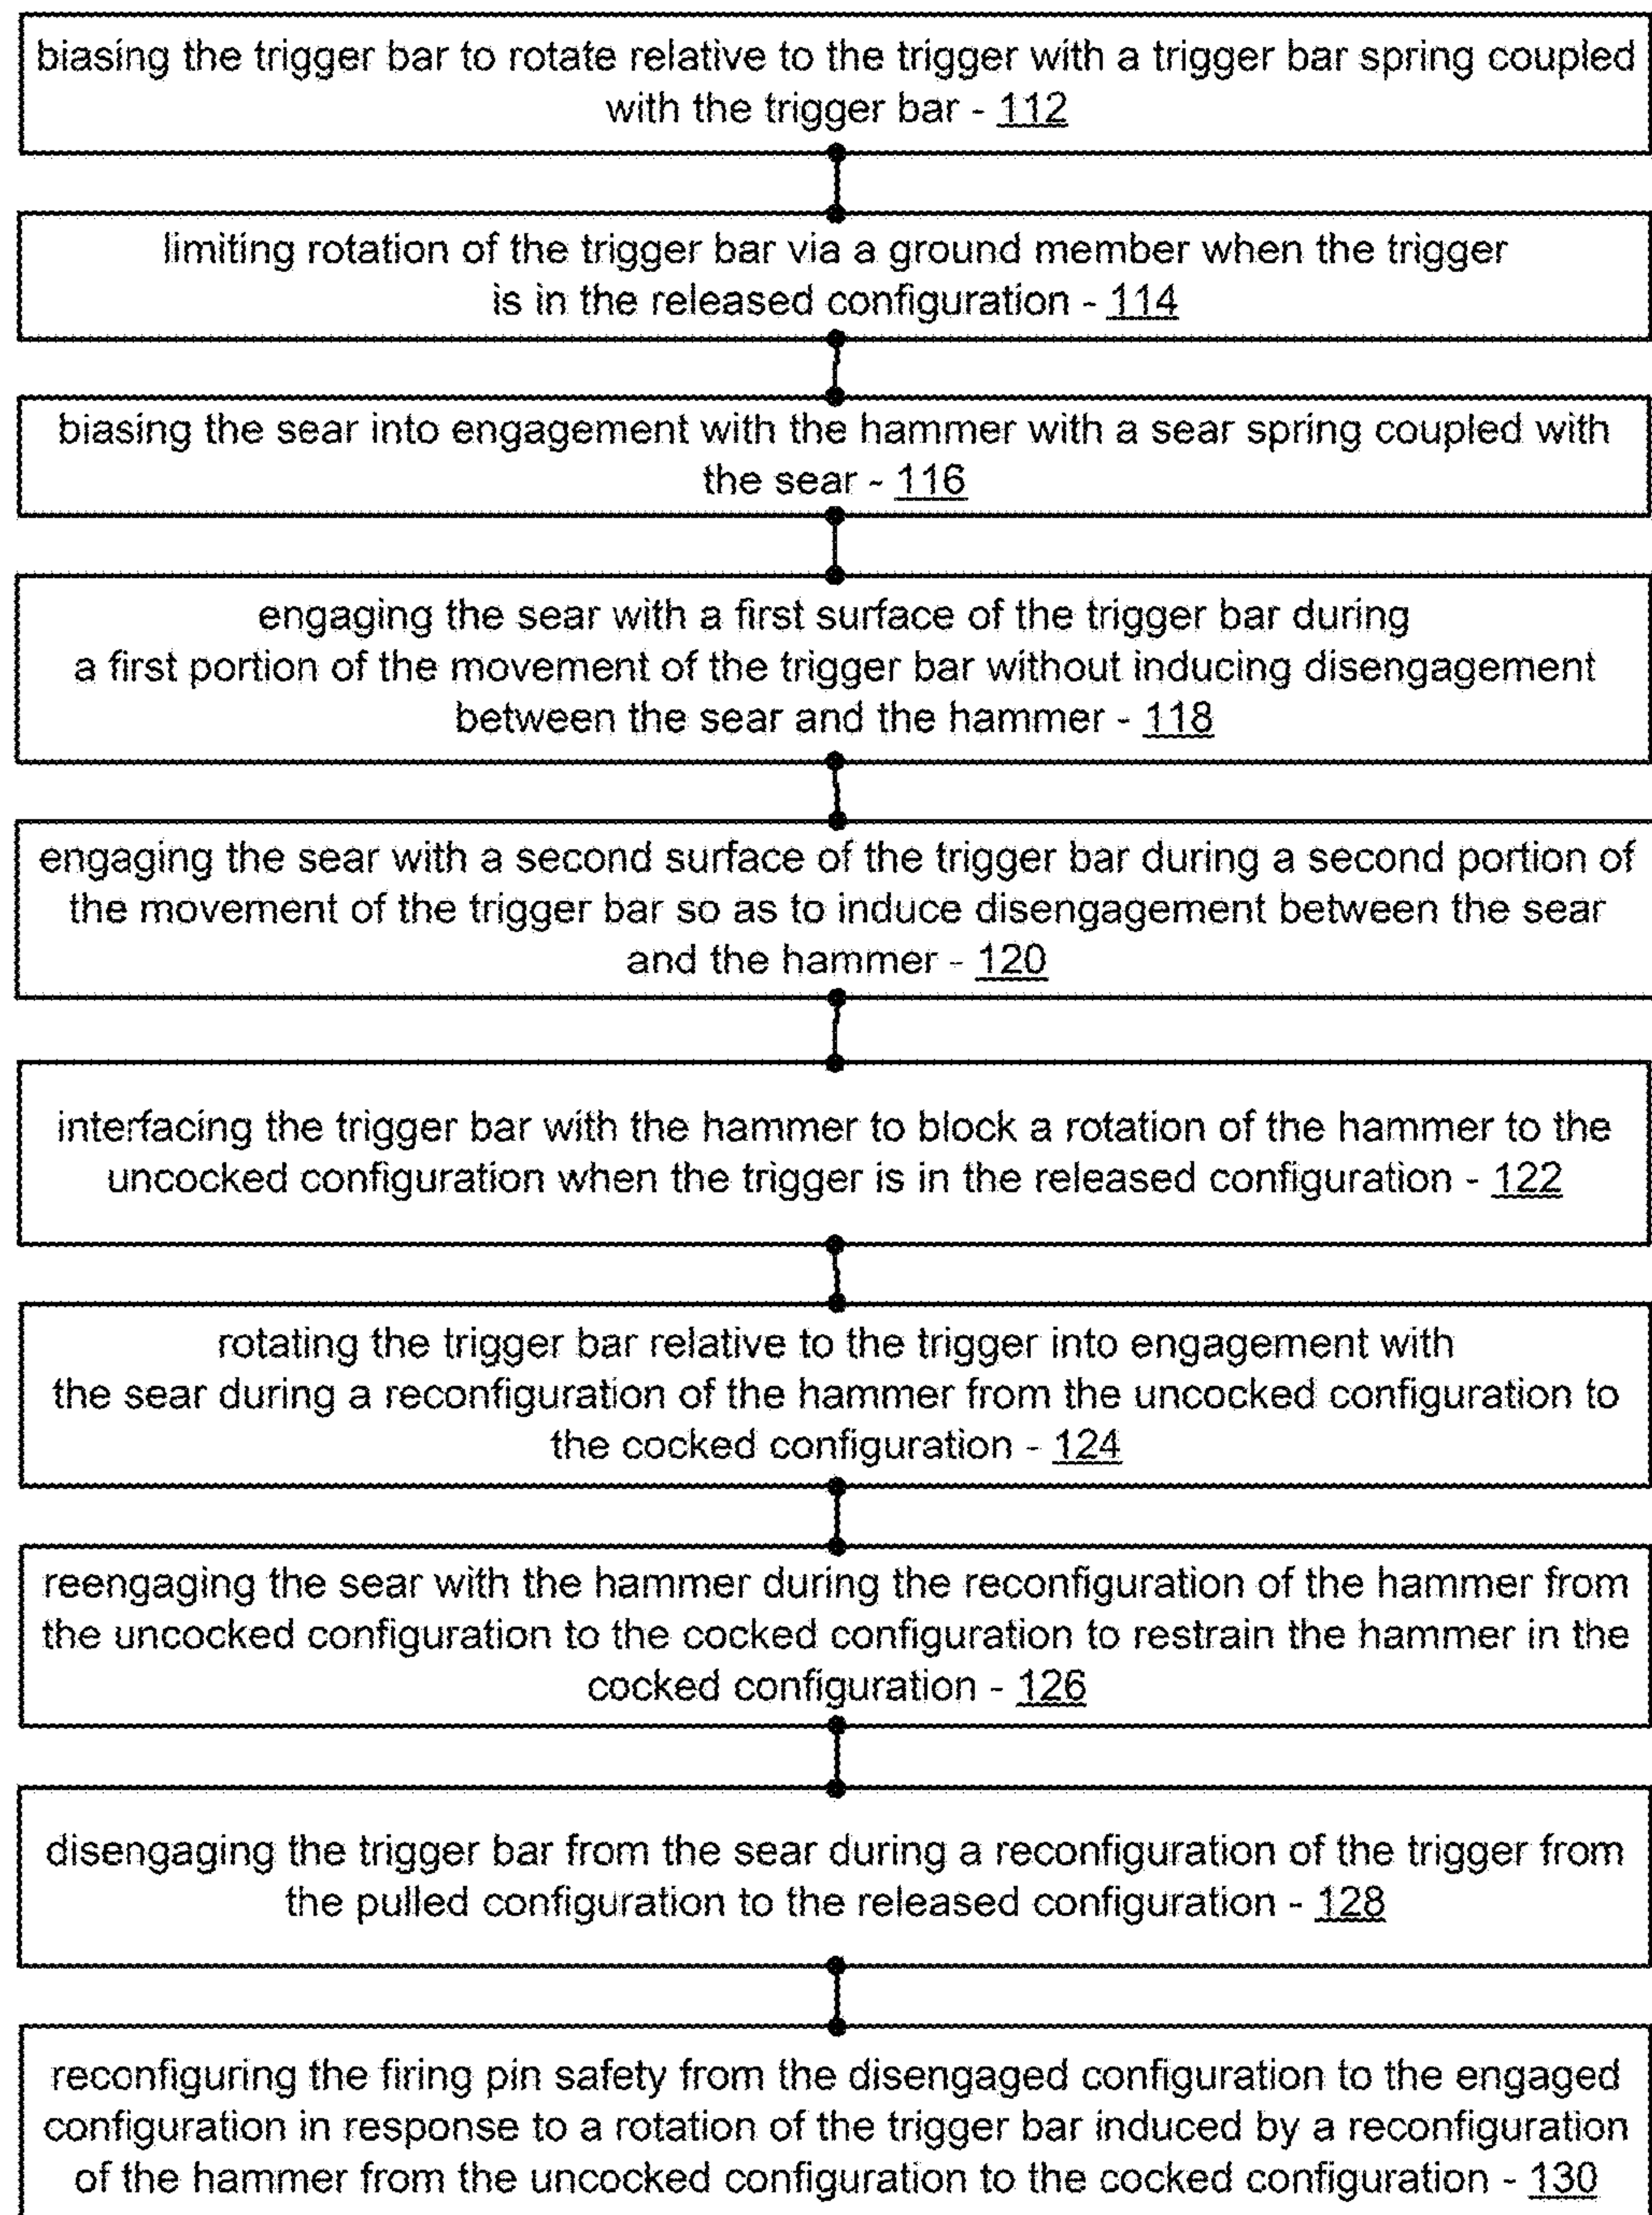 biasing the trigger bar to rotate relative to the trigger with a trigger bar spring coupled
with the trigger bar - 112
limiting rotation of the trigger bar via a ground member when the trigger
is in the released configuration - 114
biasing the sear into engagement with the hammer with a sear spring coupled with
the sear - 116
engaging the sear with a first surface of the trigger bar during
a first portion of the movement of the trigger bar without inducing disengagement
between the sear and the hammer - 118
engaging the sear with a second surface of the trigger bar during a second portion of
the movement of the trigger bar so as to induce disengagement between the sear
and the hammer - 120
interfacing the trigger bar with the hammer to block a rotation of the hammer to the
uncocked configuration when the trigger is in the released configuration - 122
rotating the trigger bar relative to the trigger into engagement with
the sear during a reconfiguration of the hammer from the uncocked configuration to
the cocked configuration - 124
reengaging the sear with the hammer during the reconfiguration of the hammer from
the uncocked configuration to the cocked configuration to restrain the hammer in the
cocked configuration - 126
disengaging the trigger bar from the sear during a reconfiguration of the trigger from
the pulled configuration to the released configuration - 128
reconfiguring the firing pin safety from the disengaged configuration to the engaged
configuration in response to a rotation of the trigger bar induced by a reconfiguration
of the hammer from the uncocked configuration to the cocked configuration - 130